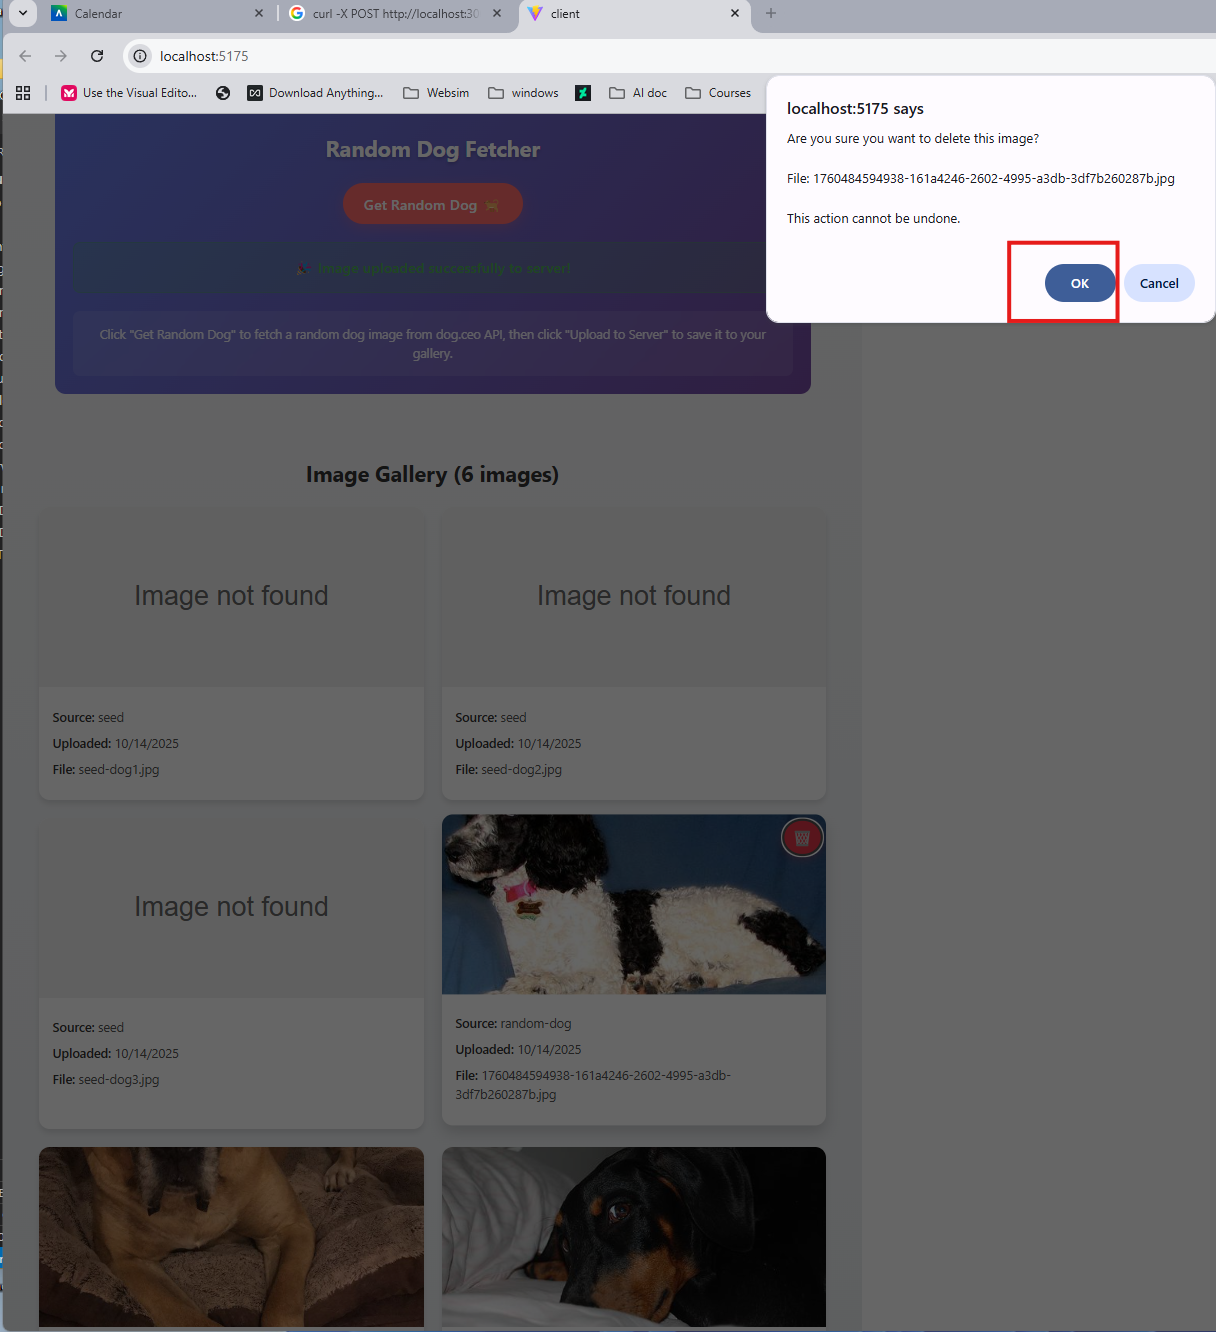 Calendar
curl -X POST http://localhost:30
client
localhost:5175
Use the Visual Edito...
Download Anything...
Websim
windows
AI doc
Courses
localhost:5175 says
Are you sure you want to delete this image?
File: 1760484594938-161a4246-2602-4995-a3db-3df7b260287b.jpg
This action cannot be undone.
OK
Cancel
Random Dog Fetcher
Get Random Dog
Image uploaded successfully to server!
Click "Get Random Dog" to fetch a random dog image from dog.ceo API, then click "Upload to Server" to save it to your
gallery.
Image Gallery (6 images)
Image not found
Source: seed
Uploaded: 10/14/2025
File: seed-dog1.jpg
Image not found
Source: seed
Uploaded: 10/14/2025
File: seed-dog2.jpg
Image not found
Source: seed
Uploaded: 10/14/2025
File: seed-dog3.jpg
Source: random-dog
Uploaded: 10/14/2025
File: 1760484594938-161a4246-2602-4995-a3db-
3df7b260287b.jpg